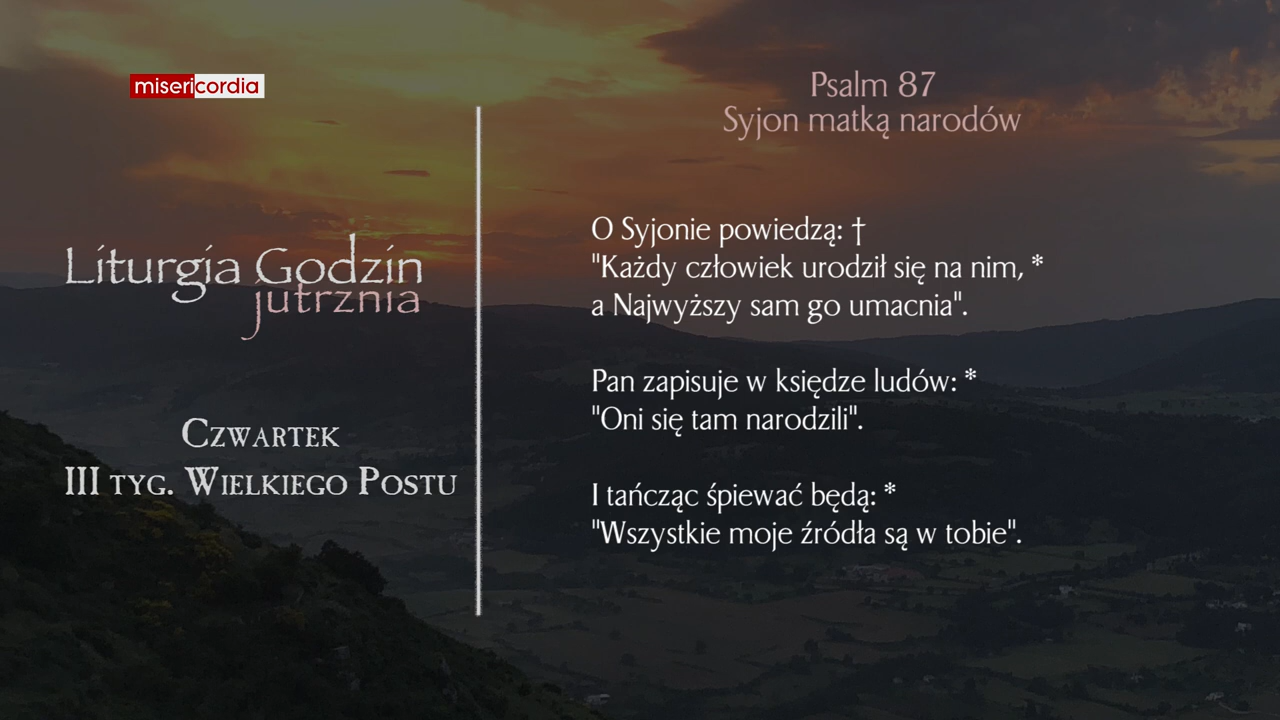 misericordia
Liturgia Godzin
jutrznia
Czwartek
III tyg. Wielkiego Postu
Psalm 87
Syjon matką narodów
O Syjonie powiedzą: †
"Każdy człowiek urodził się na nim, *
a Najwyższy sam go umacnia".
Pan zapisuje w księdze ludów: *
"Oni się tam narodzili".
I tańcząc śpiewać będą: *
"Wszystkie moje źródła są w tobie".